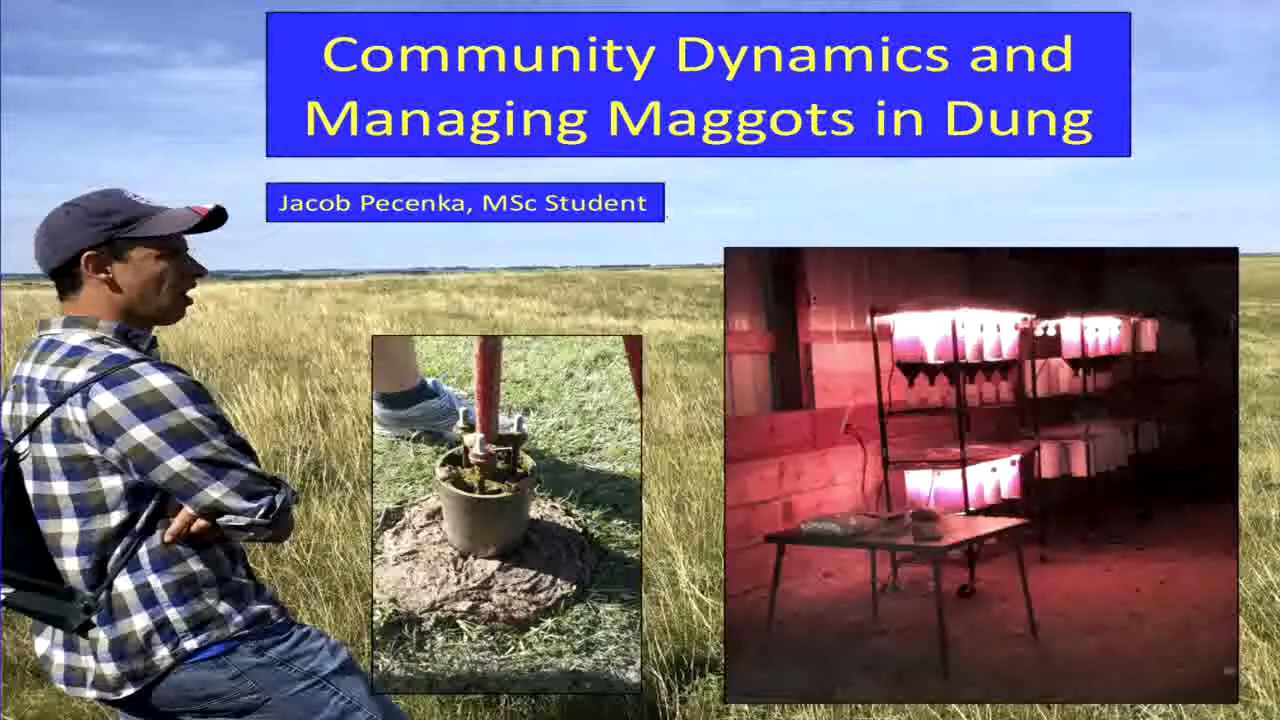 Community Dynamics and
Managing Maggots in Dung
Jacob Pecenka, MSc Student